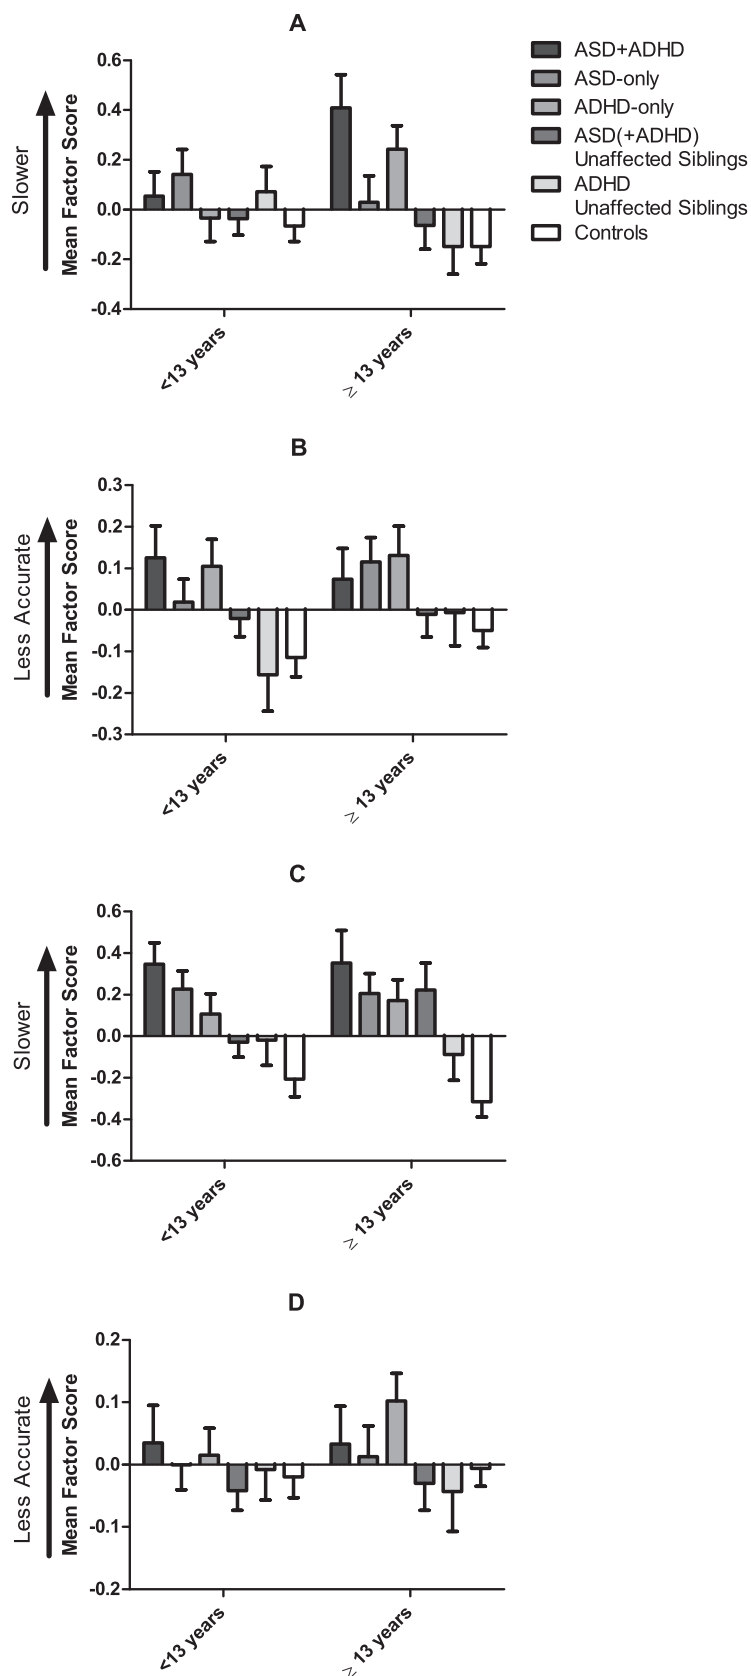 A
0.6
0.4
0.2
0.0
-0.2
-0.4
Slower
Mean Factor Score
<13 years
≥ 13 years
ASD+ADHD
ASD-only
ADHD-only
ASD(+ADHD)
Unaffected Siblings
ADHD
Unaffected Siblings
Controls
B
0.3
0.2
0.1
0.0
-0.1
-0.2
-0.3
Less Accurate
Mean Factor Score
<13 years
≥ 13 years
C
0.6
0.4
0.2
0.0
-0.2
-0.4
-0.6
Slower
Mean Factor Score
<13 years
≥ 13 years
D
0.2
0.1
0.0
-0.1
-0.2
Less Accurate
Mean Factor Score
<13 years
≥ 13 years